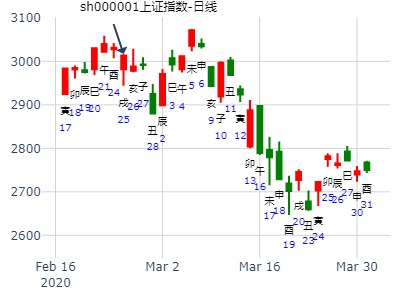 sh000001上证指数-日线
3100
3000
2900
2800
2700
2600
寅
17
卯
18
辰
19
巳
20
午
21
酉
24
戌
25
亥
26
子
27
丑
28
辰
2
巳
3
午
4
未
5
申
6
亥
9
子
10
丑
11
寅
12
卯
13
午
16
未
17
申
18
酉
19
戌
20
丑
23
寅
24
卯
25
辰
26
巳
27
申
30
酉
31
Feb 16
2020
Mar 2
Mar 16
Mar 30